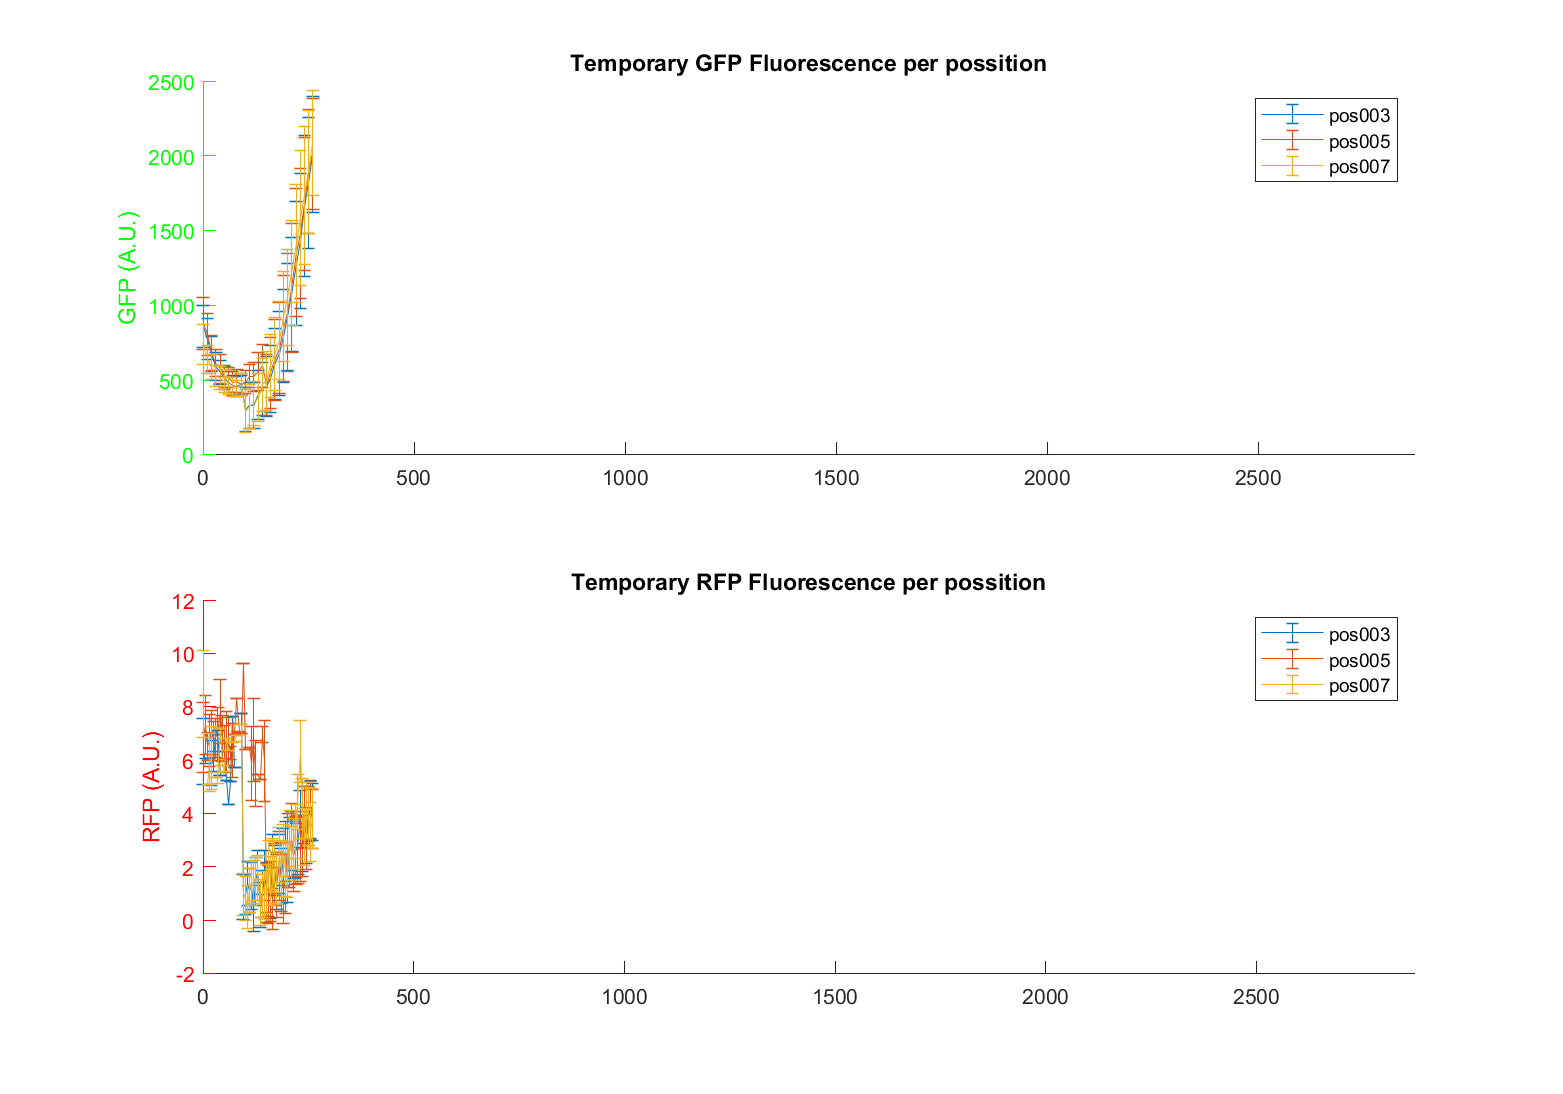 Temporary GFP Fluorescence per possition
2500
2000
1500
1000
500
0
GFP (A.U.)
pos003
pos005
pos007
0 500 1000 1500 2000 2500
Temporary RFP Fluorescence per possition
12
10
8
6
4
2
0
-2
RFP (A.U.)
pos003
pos005
pos007
0 500 1000 1500 2000 2500